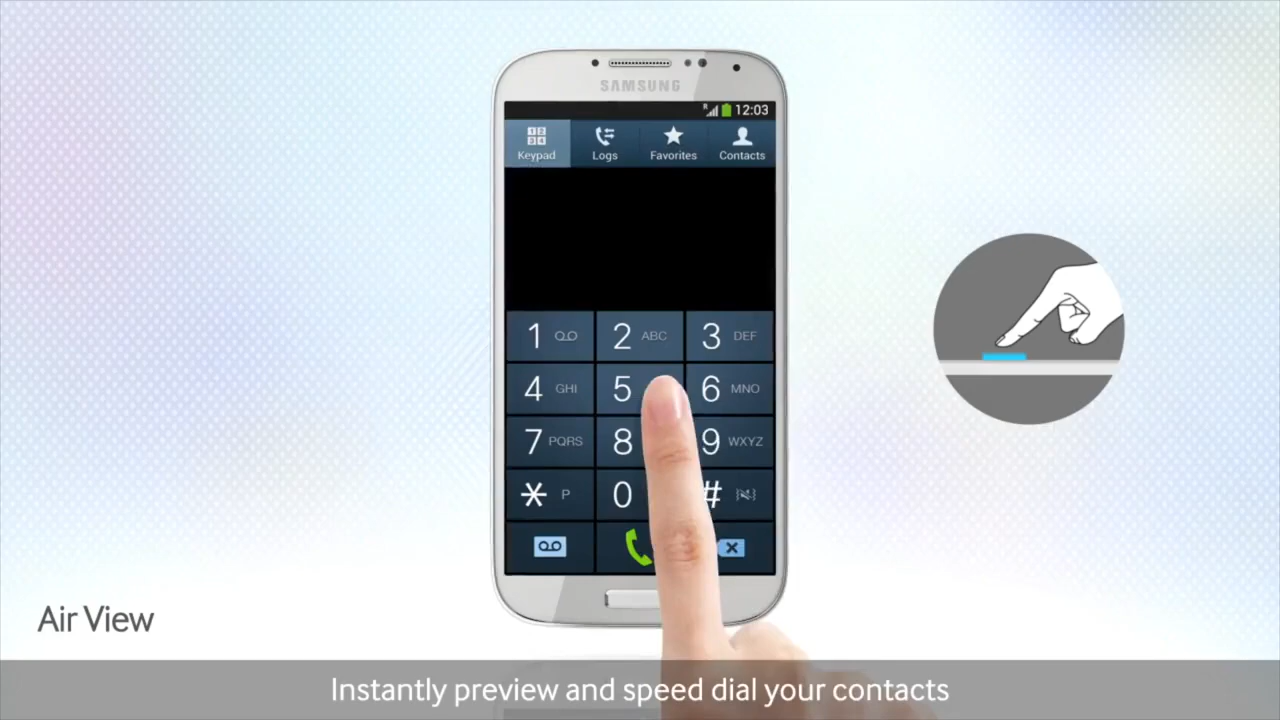 SAMSUNG
R 12:03
Keypad Logs Favorites Contacts
1 2 ABC 3 DEF
4 GHI 5 6 MNO
7 PQRS 8 9 WXYZ
* P 0 #
Air View
Instantly preview and speed dial your contacts